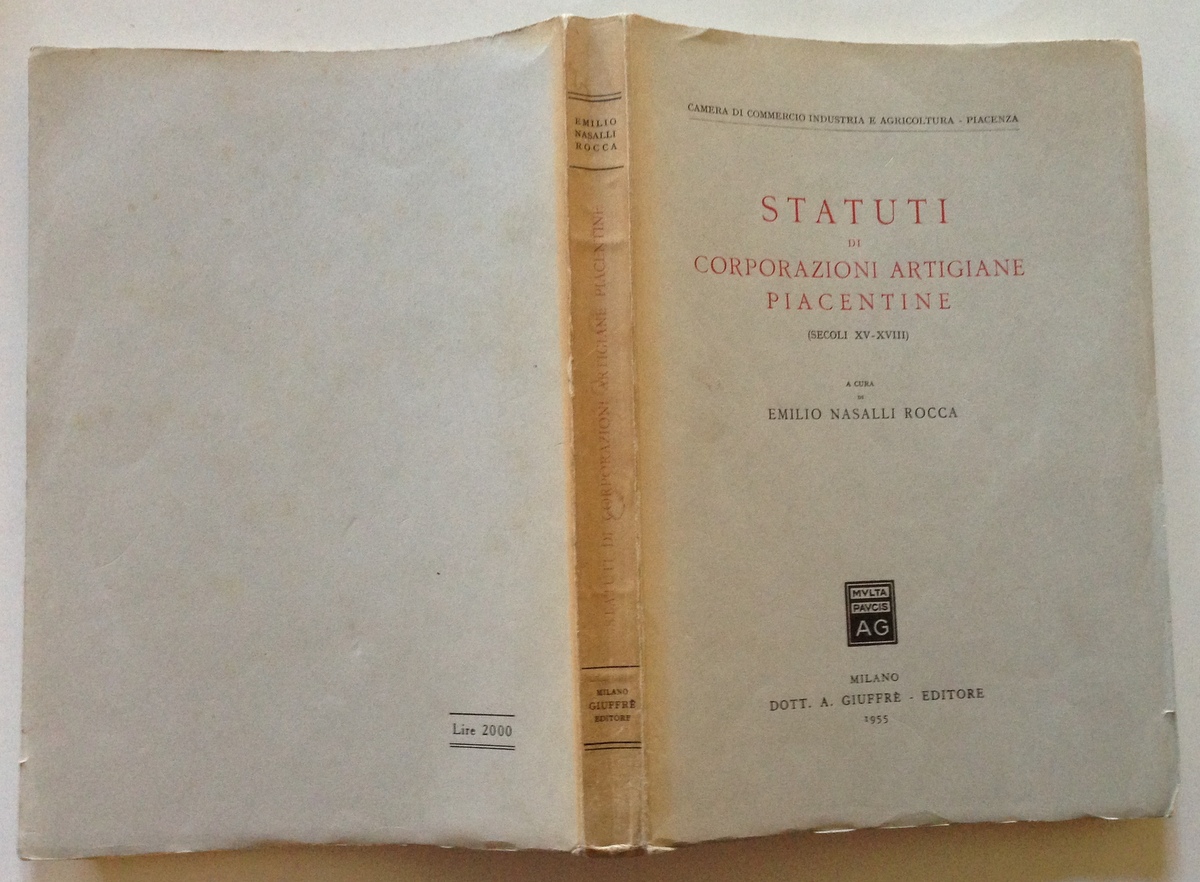 Lire 2000
EMILIO
NASALLI
ROCCA
STATUTI DI CORPORAZIONI ARTIGIANE PIACENTINE
MILANO
GIUFFRÈ
EDITORE
CAMERA DI COMMERCIO INDUSTRIA E AGRICOLTURA - PIACENZA
STATUTI
DI
CORPORAZIONI ARTIGIANE
PIACENTINE
(SECOLI XV-XVIII)
A CURA
DI
EMILIO NASALLI ROCCA
MVLTA
PAVCIS
AG
MILANO
DOTT. A. GIUFFRÈ - EDITORE
1955